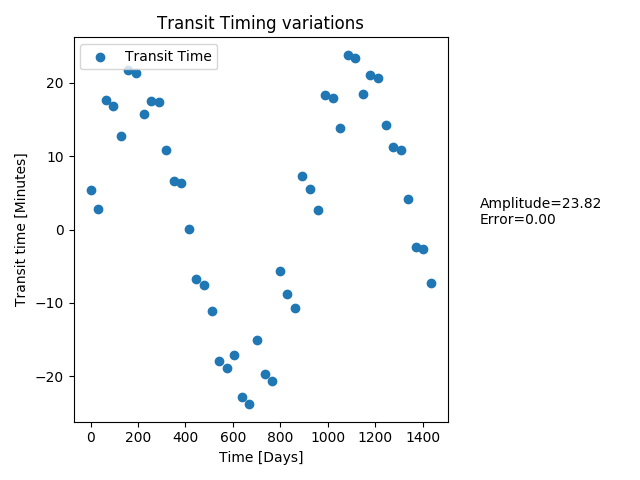 Transit Timing variations
Transit Time
Transit time [Minutes]
20
10
0
−10
−20
0
200
400
600
800
1000
1200
1400
Time [Days]
Amplitude=23.82
Error=0.00